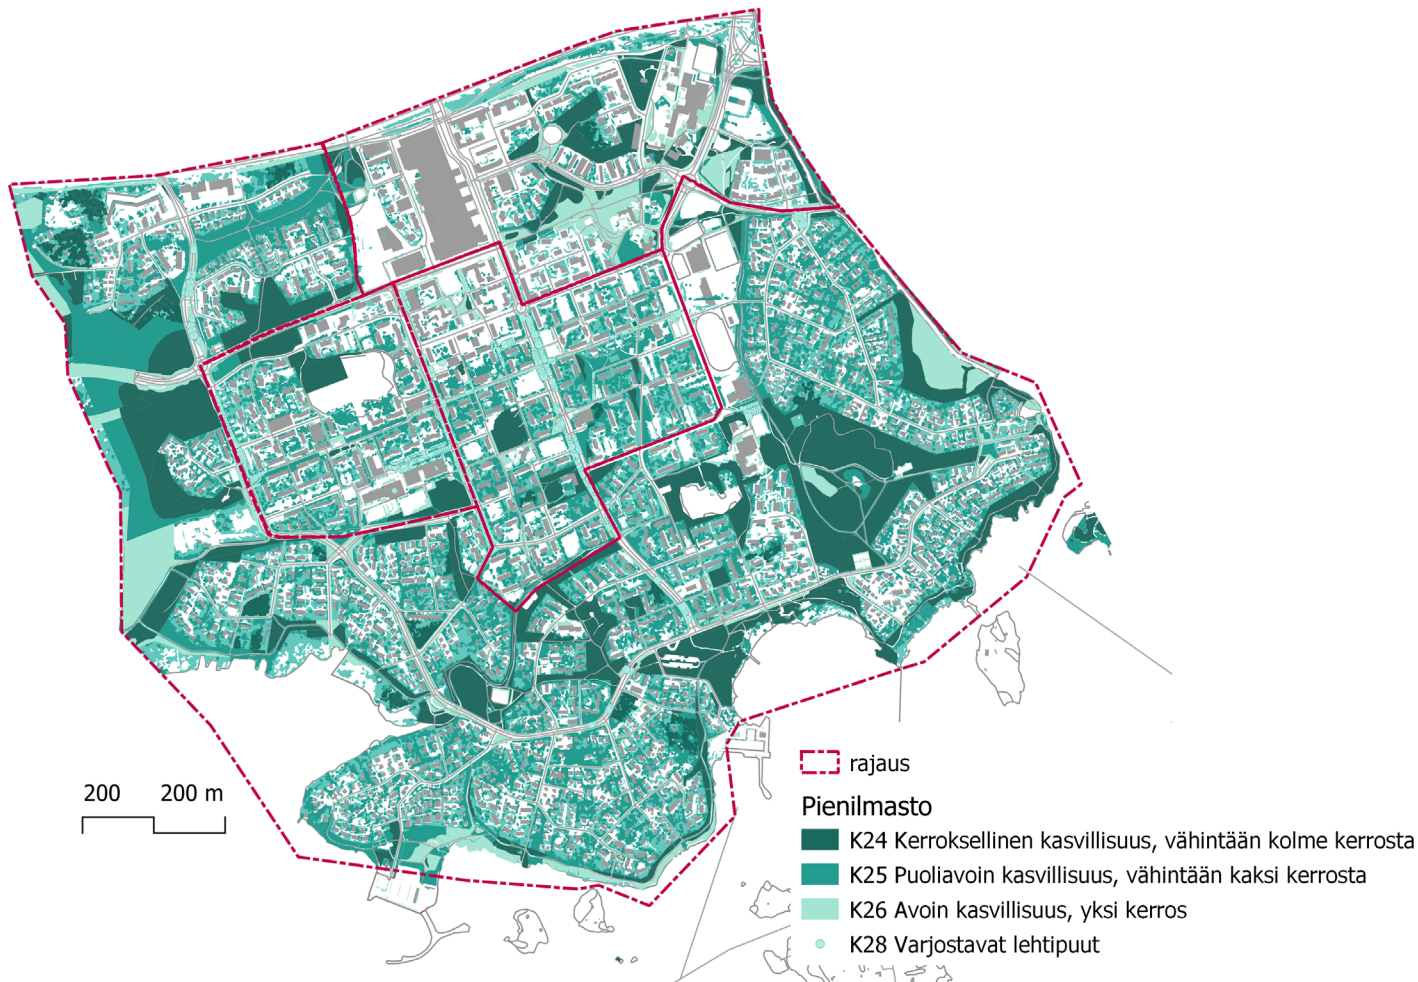 200 200 m
rajaus
Pienilmasto
K24 Kerroksellinen kasvillisuus, vähintään kolme kerrosta
K25 Puoliavoin kasvillisuus, vähintään kaksi kerrosta
K26 Avoin kasvillisuus, yksi kerros
K28 Varjostavat lehtipuut